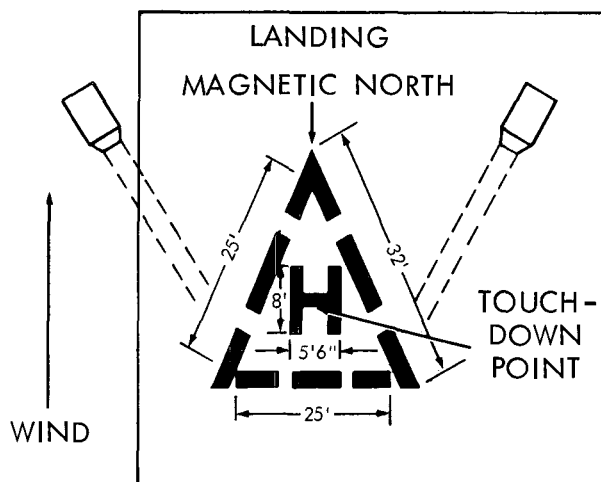 LANDING
MAGNETIC NORTH
25'
32'
8'
H
5'6"
TOUCH-
DOWN
POINT
25'
WIND